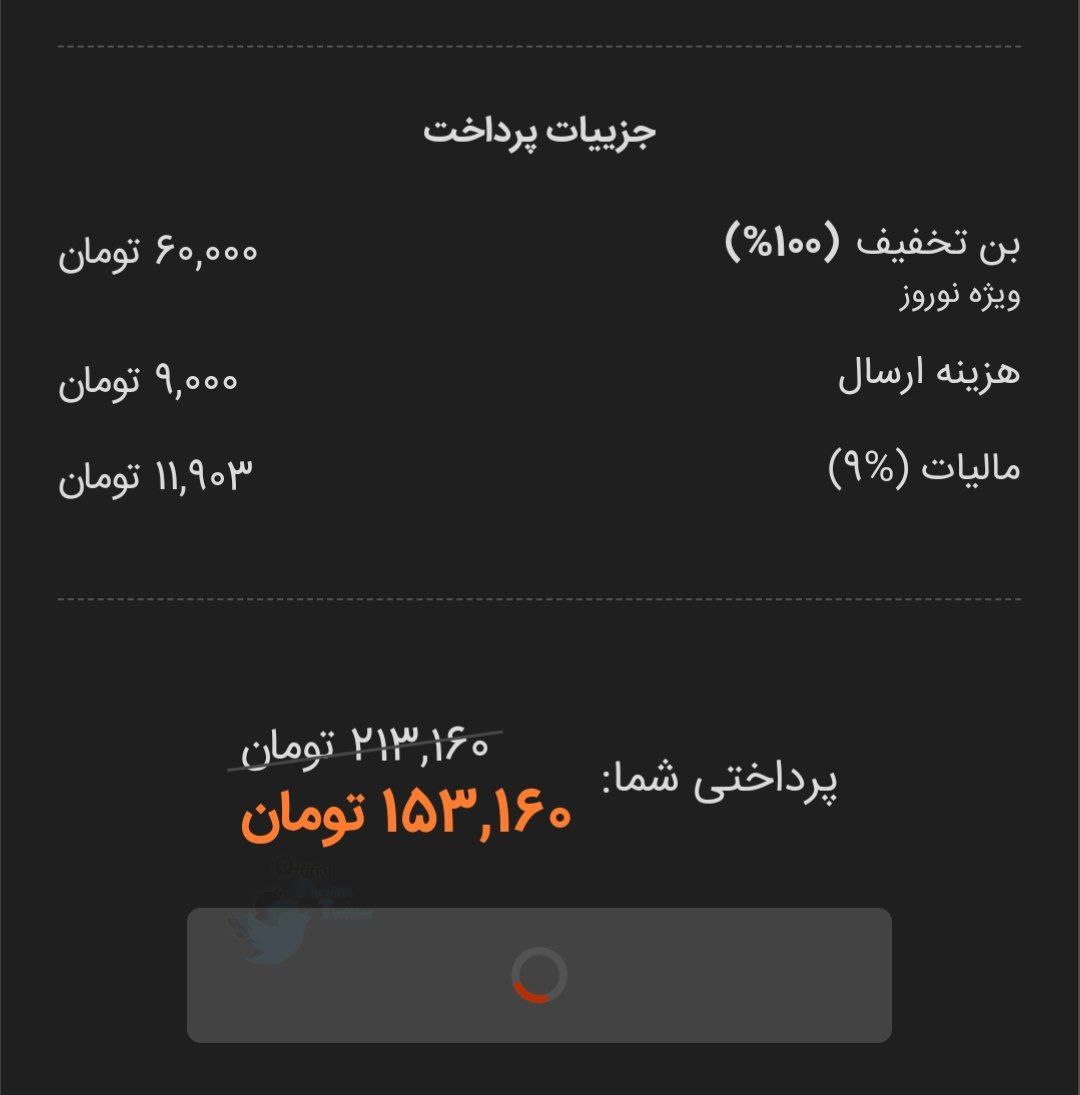 جزییات پرداخت
بن تخفیف (۱۰۰%) ۶۰,۰۰۰ تومان
ویژه نوروز
هزینه ارسال ۹,۰۰۰ تومان
مالیات (۹%) ۱۱,۹۰۳ تومان
۲۱۳,۱۶۰ تومان
پرداختی شما:
۱۵۳,۱۶۰ تومان
Official
Persian
Twitter